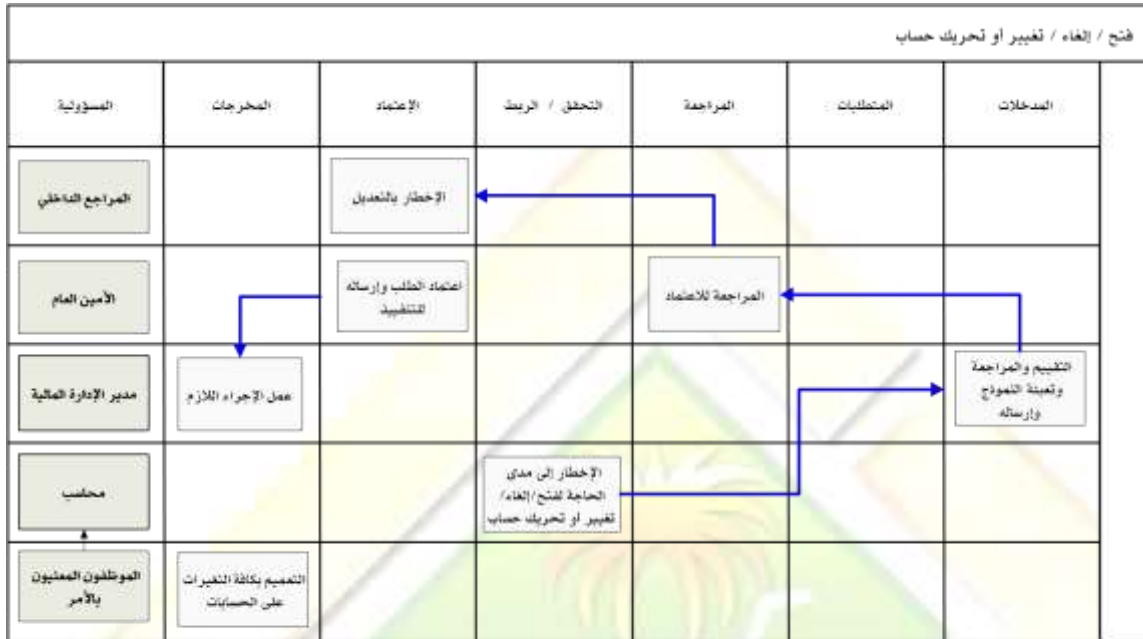 فتح / إلغاء / تغيير أو تحريك حساب
المدخلات
المتطلبات
المراجعة
التحقق / الربط
الإعتماد
المخرجات
المسؤولية
الإخطار بالتعديل
المراجع الداخلي
المراجعة للاعتماد
اعتماد الطلب وإرساله
للتنفيذ
الأمين العام
التقييم والمراجعة
وتعبئة النموذج
وإرساله
عمل الإجراء اللازم
مدير الإدارة المالية
الإخطار إلى مدى
الحاجة لفتح/إلغاء/
تغيير أو تحريك حساب
محاسب
التعميم بكافة التغيرات
على الحسابات
الموظفون المعنيون
بالأمر